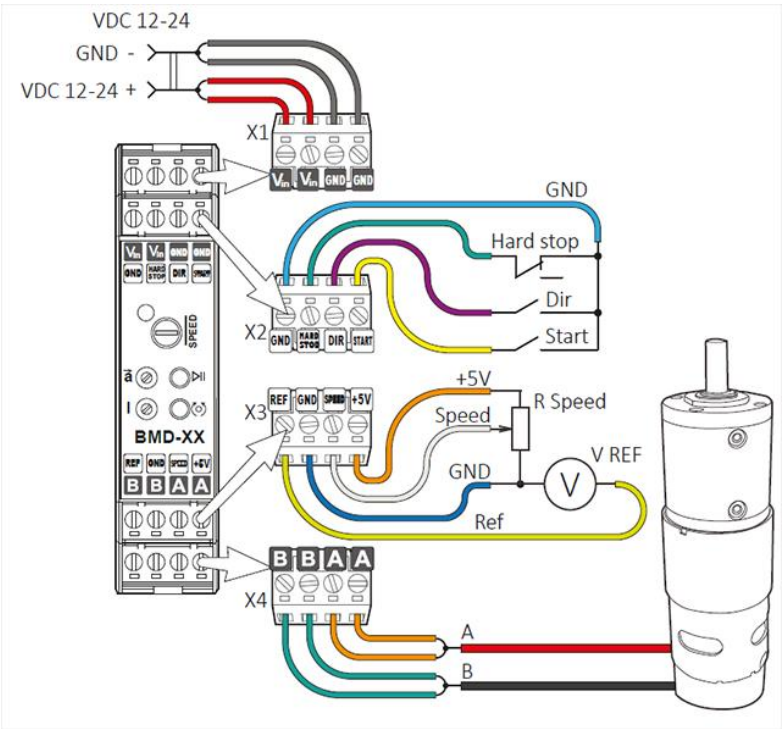 VDC 12-24
GND -
VDC 12-24 +
X1
Vin Vin GND GND
Vin Vin GND GND
GND HARD STOP DIR START
SPEED
ai
I
BMD-XX
REF GND SPEED +5V
B B A A
GND
Hard stop
Dir
Start
X2
GND HARD STOP DIR START
X3
REF GND SPEED +5V
+5V
Speed
R Speed
GND
V
V REF
Ref
B B A A
X4
A
B